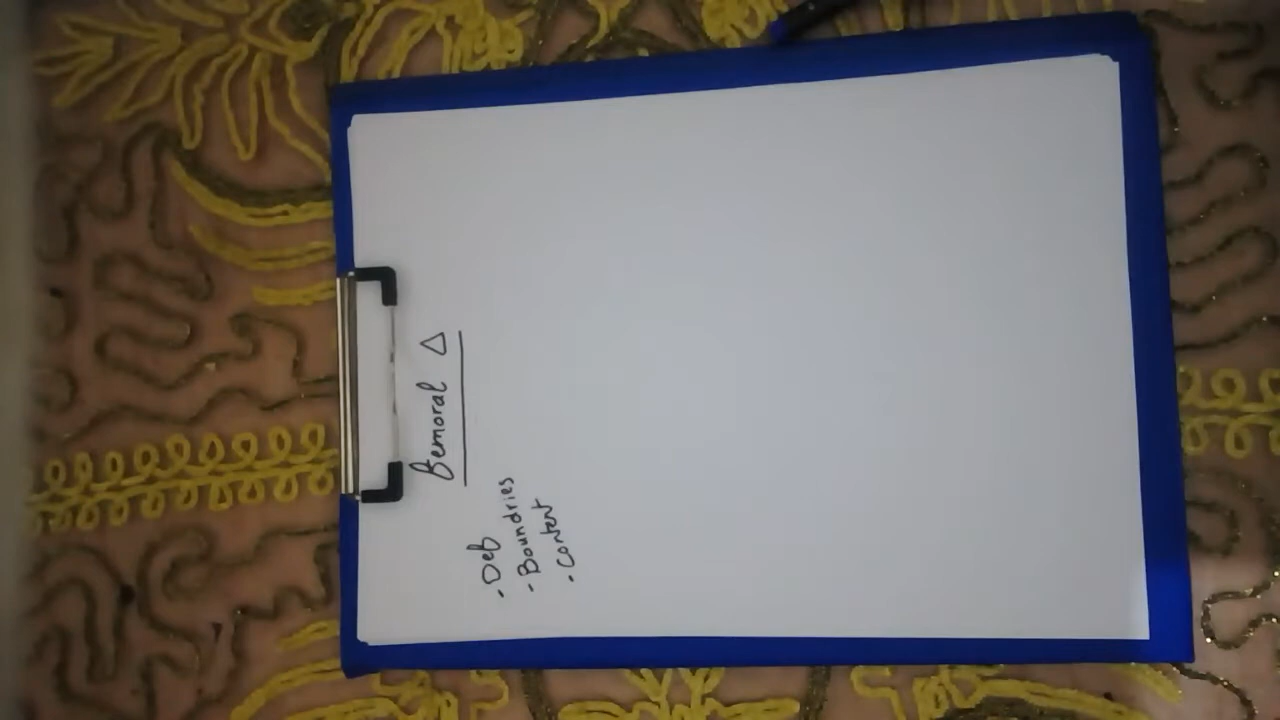 Femoral Δ
- Def
- Boundries
- Content